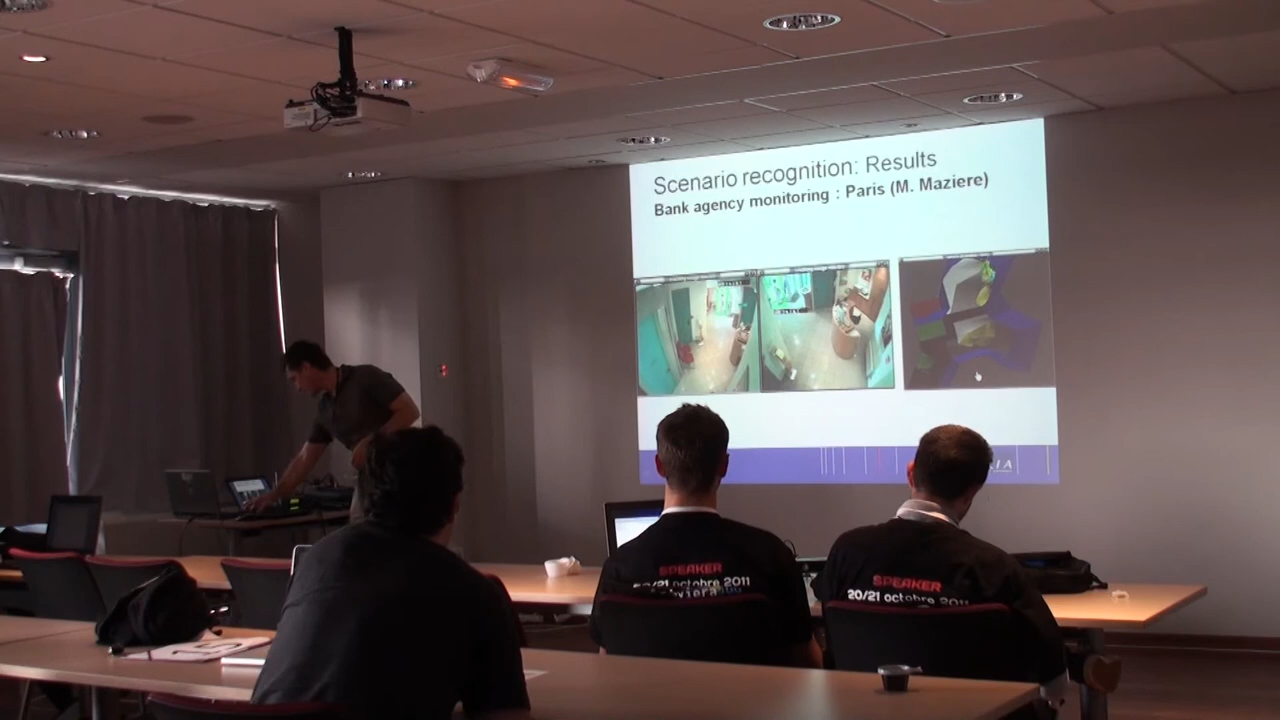 Scenario recognition: Results
Bank agency monitoring : Paris (M. Maziere)
SPEAKER
20/21 octobre 2011
SPEAKER
20/21 octobre 2011